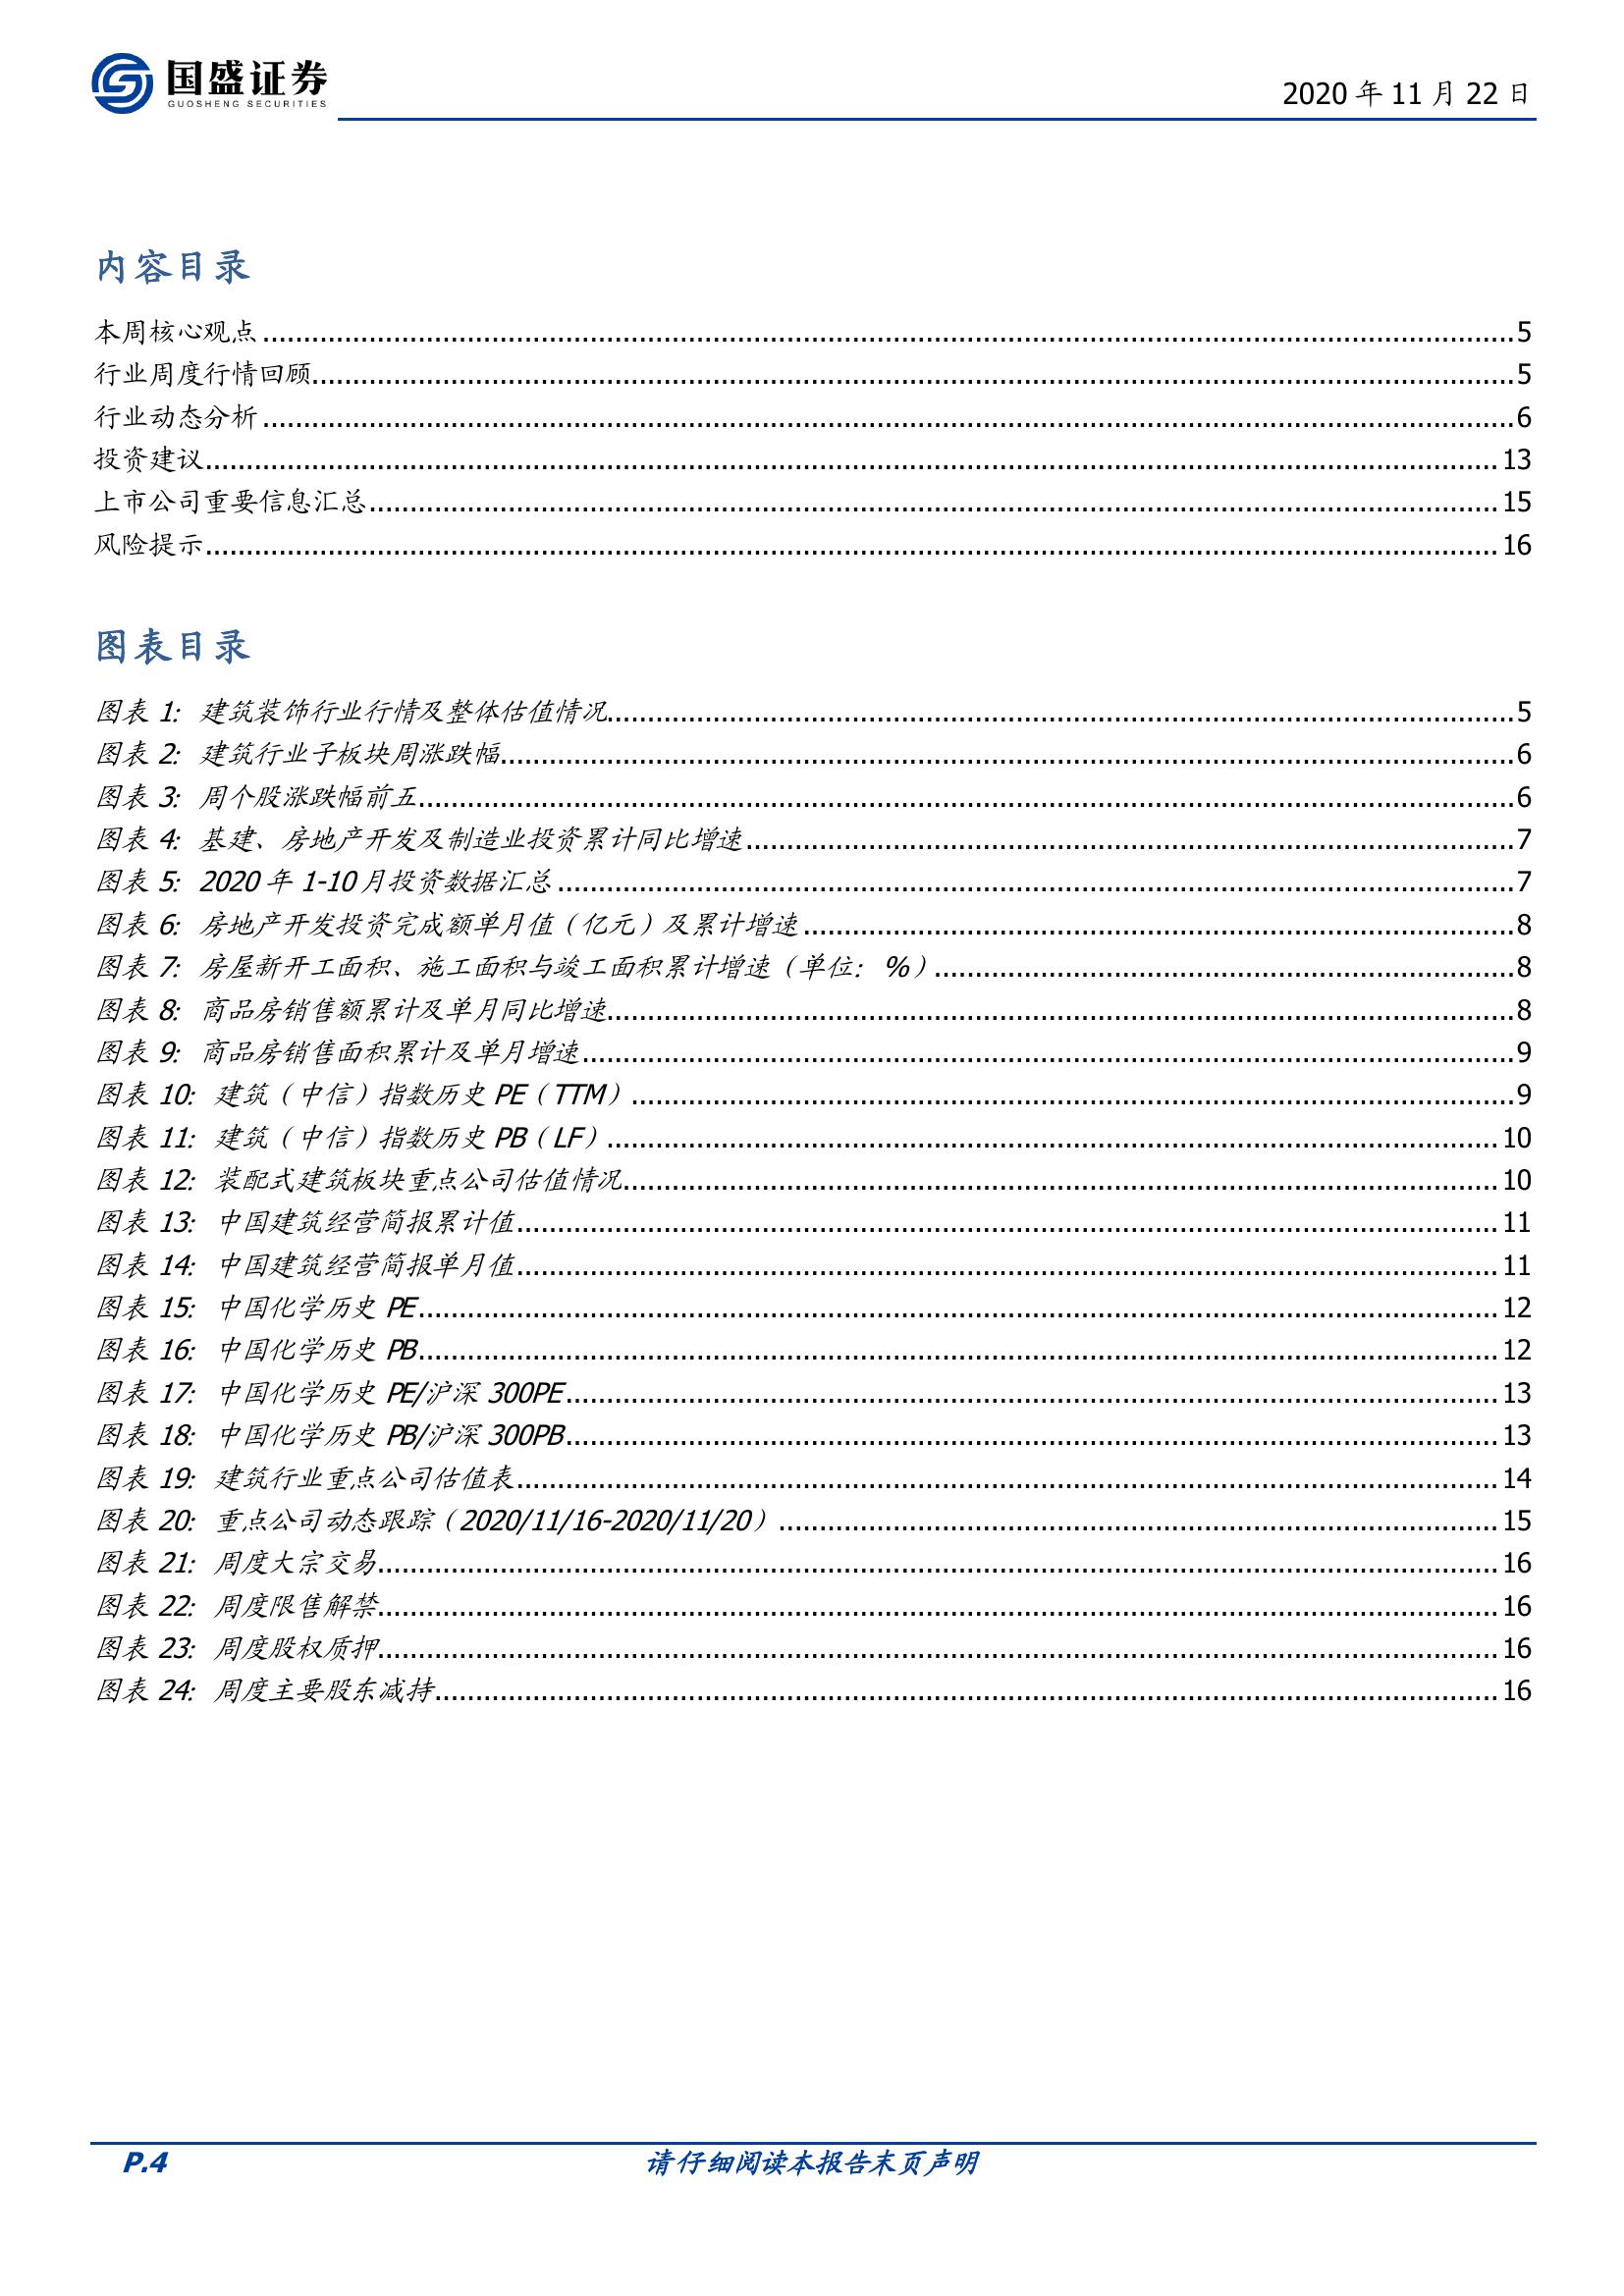 国盛证券
GUOSHENG SECURITIES
2020 年 11 月 22 日
内容目录
本周核心观点 5
行业周度行情回顾 5
行业动态分析 6
投资建议 13
上市公司重要信息汇总 15
风险提示 16
图表目录
图表 1: 建筑装饰行业行情及整体估值情况 5
图表 2: 建筑行业子板块周涨跌幅 6
图表 3: 周个股涨跌幅前五 6
图表 4: 基建、房地产开发及制造业投资累计同比增速 7
图表 5: 2020 年 1-10 月投资数据汇总 7
图表 6: 房地产开发投资完成额单月值（亿元）及累计增速 8
图表 7: 房屋新开工面积、施工面积与竣工面积累计增速（单位: %） 8
图表 8: 商品房销售额累计及单月同比增速 8
图表 9: 商品房销售面积累计及单月增速 9
图表 10: 建筑（中信）指数历史 PE（TTM） 9
图表 11: 建筑（中信）指数历史 PB（LF） 10
图表 12: 装配式建筑板块重点公司估值情况 10
图表 13: 中国建筑经营简报累计值 11
图表 14: 中国建筑经营简报单月值 11
图表 15: 中国化学历史 PE 12
图表 16: 中国化学历史 PB 12
图表 17: 中国化学历史 PE/沪深 300PE 13
图表 18: 中国化学历史 PB/沪深 300PB 13
图表 19: 建筑行业重点公司估值表 14
图表 20: 重点公司动态跟踪（2020/11/16-2020/11/20） 15
图表 21: 周度大宗交易 16
图表 22: 周度限售解禁 16
图表 23: 周度股权质押 16
图表 24: 周度主要股东减持 16
P.4
请仔细阅读本报告末页声明